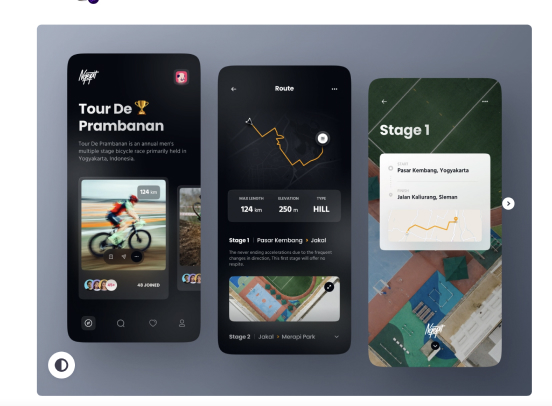 Ngepit
Tour De
Prambanan
Tour De Prambanan is an annual men's
multiple stage bicycle race primarily held in
Yogyakarta, Indonesia.
124 km
43 JOINED
Route
MAX LENGTH
ELEVATION
TYPE
124 km
250 m
HILL
Stage 1 | Pasar Kembang > Jakal
The never ending accelerations due to the frequent
changes in direction. This first stage will offer no
respite.
Stage 2 | Jakal > Merapi Park
Stage 1
START
Pasar Kembang, Yogyakarta
FINISH
Jalan Kaliurang, Sleman